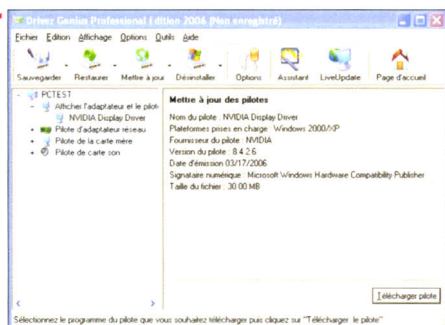 Driver Genius Professional Edition 2006 (Non enregistré)
Fichier Edition Affichage Options Outils Aide
Sauvegarder Restaurer Mettre à jour Désinstaller Options Assistant LiveUpdate Page d'accueil
PCTEST
Afficher l'adaptateur et le pilot
NVIDIA Display Driver
Pilote d'adaptateur réseau
Pilote de la carte mère
Pilote de carte son
Mettre à jour des pilotes
Nom du pilote : NVIDIA Display Driver
Plateformes prises en charge : Windows 2000/XP
Fournisseur du pilote : NVIDIA
Version du pilote : 8.4.2.6
Date d'émission 03/17/2006
Signataire numérique : Microsoft Windows Hardware Compatibility Publisher
Taille du fichier : 30.00 MB
Télécharger pilote
Sélectionnez le programme du pilote que vous souhaitez télécharger puis cliquez sur "Télécharger le pilote"